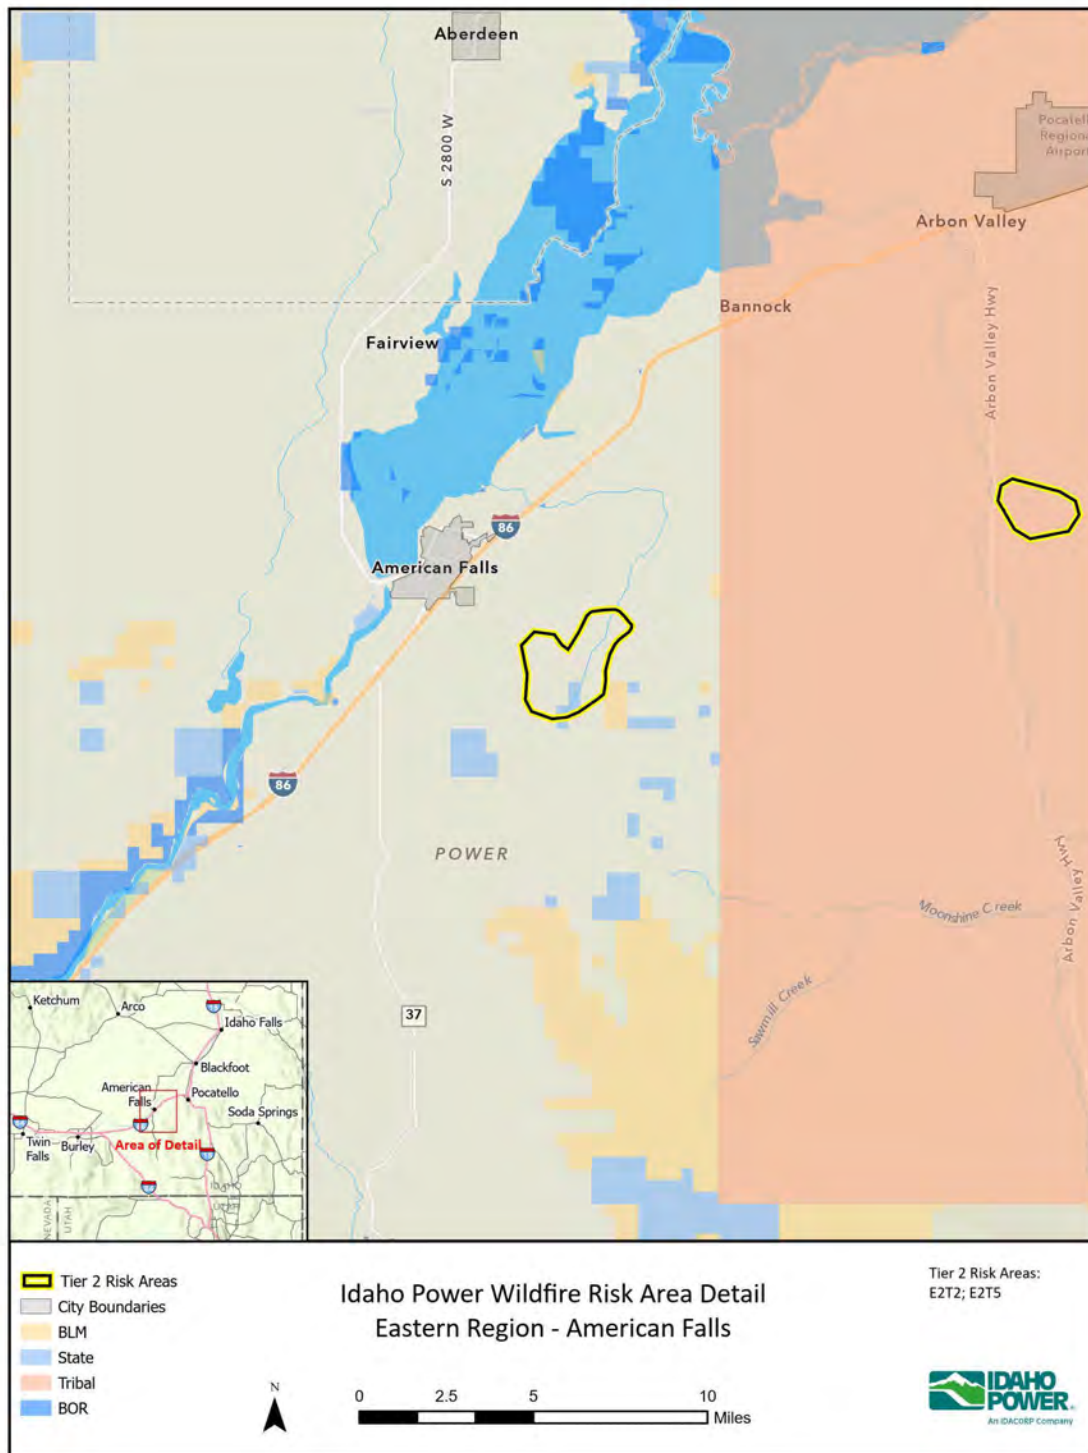 Aberdeen
S 2800 W
Pocatell
Regiona
Airport
Arbon Valley
Bannock
Fairview
Arbon Valley Hwy
86
American Falls
86
POWER
Moonshine Creek
Arbon Valley Hwy
Sawmill Creek
37
Ketchum
Arco
Idaho Falls
Blackfoot
American Falls
Pocatello
Soda Springs
Twin Falls
Burley
Area of Detail
IDAHO
UTAH
NEVADA
UTAH
Tier 2 Risk Areas
City Boundaries
BLM
State
Tribal
BOR
Idaho Power Wildfire Risk Area Detail
Eastern Region - American Falls
N
0 2.5 5 10
Miles
Tier 2 Risk Areas:
E2T2; E2T5
IDAHO
POWER®
An IDACORP Company